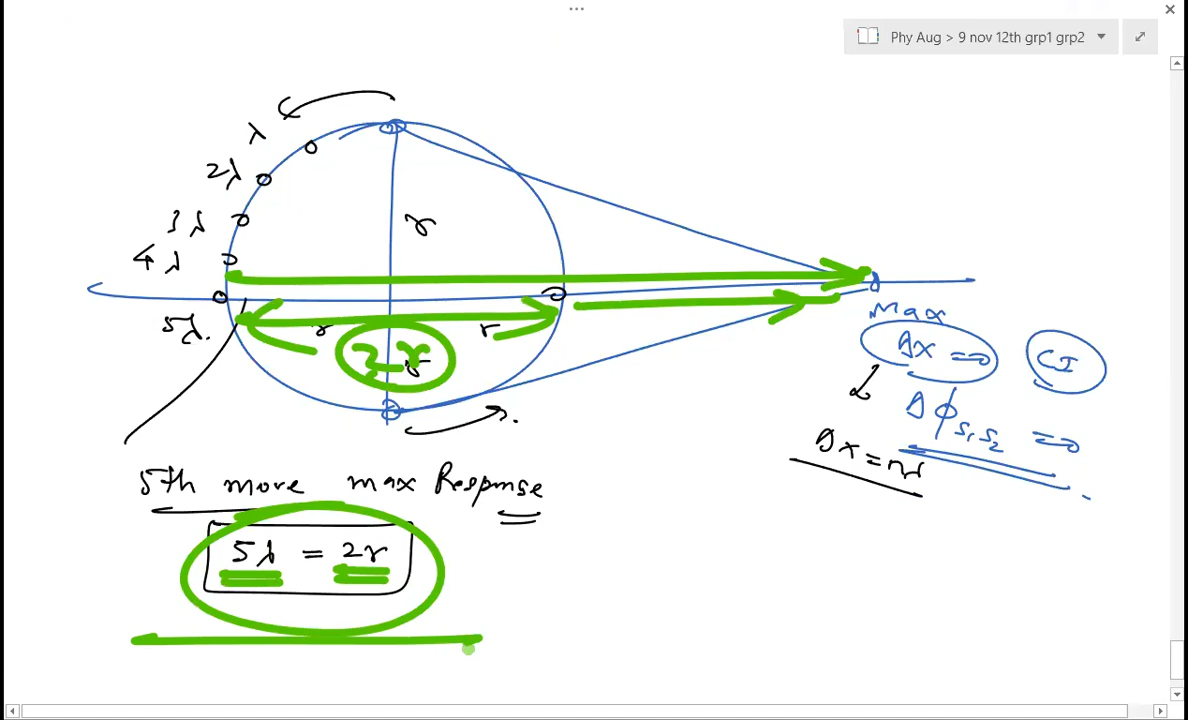 Phy Aug > 9 nov 12th grp1 grp2
λ
2λ
3λ
4λ
5λ.
r
r r
2r
Max
Δx ⇒ CI
Δϕ S₁,S₂ ⇒
Δx = nλ
5th more max Response
5λ = 2r